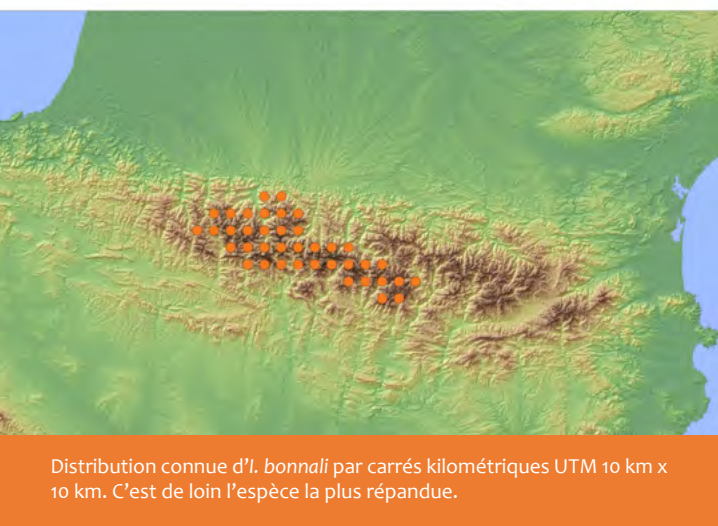 Distribution connue d’I. bonnali par carrés kilométriques UTM 10 km x
10 km. C’est de loin l’espèce la plus répandue.